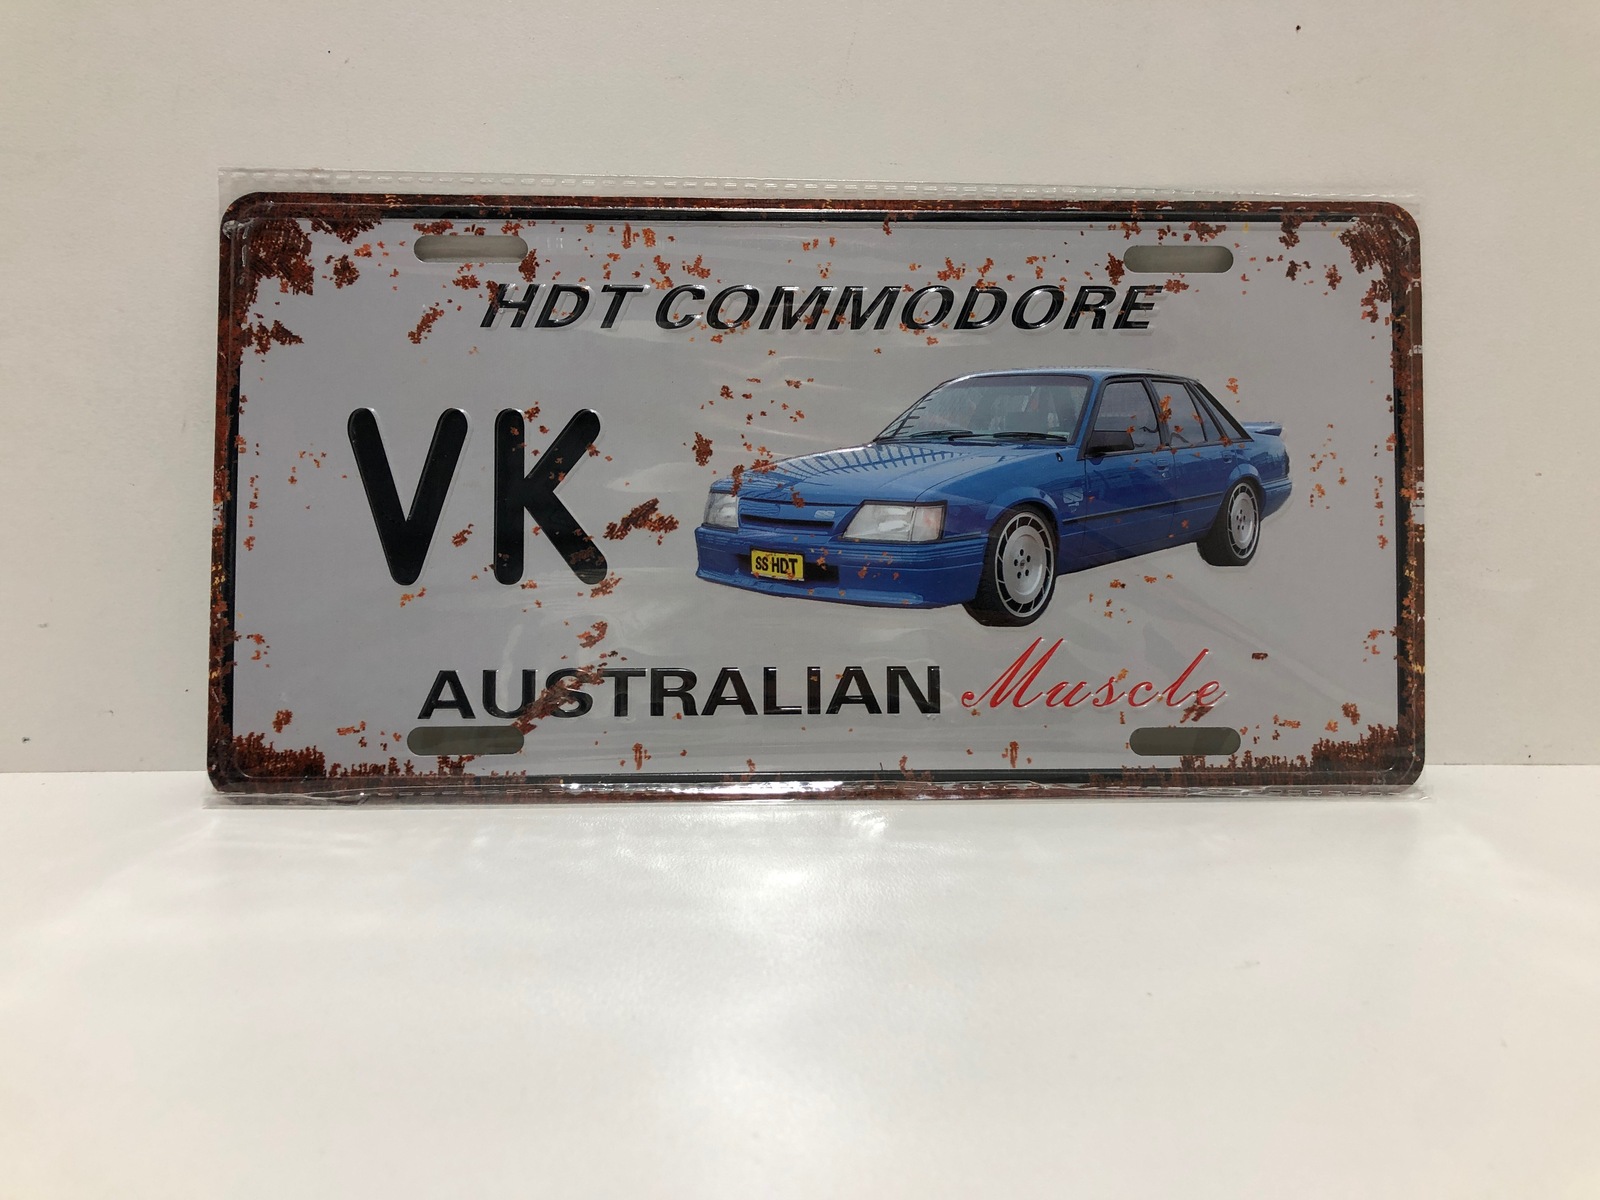 HDT COMMODORE
VK
SS HDT
AUSTRALIAN Muscle